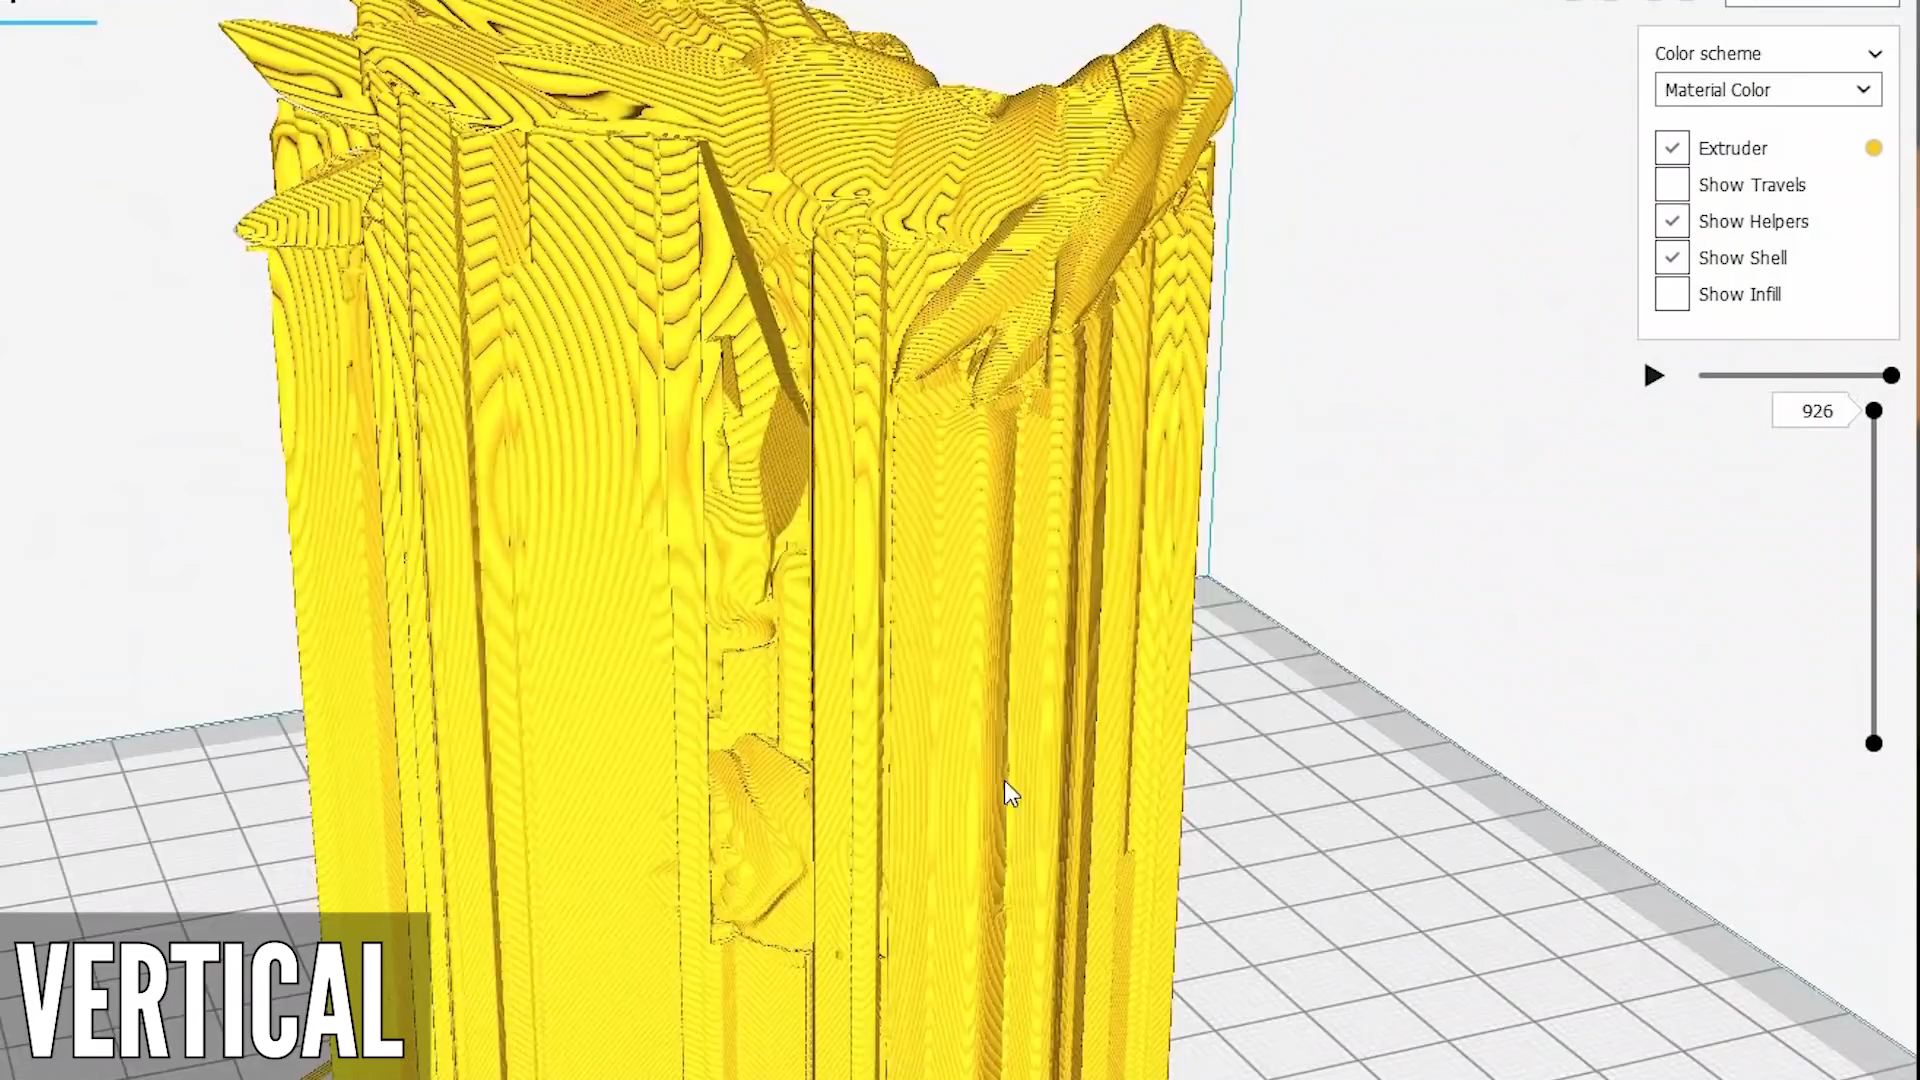 Color scheme
Material Color
Extruder
Show Travels
Show Helpers
Show Shell
Show Infill
926
VERTICAL